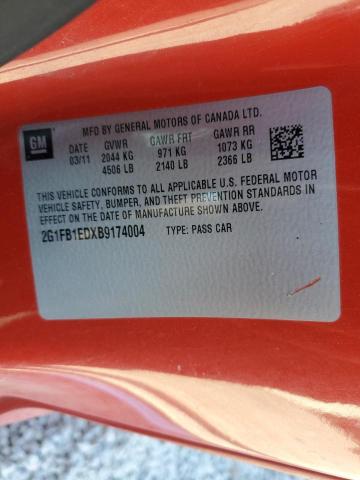 GM
MFD BY GENERAL MOTORS OF CANADA LTD.
DATE GVWR GAWR FRT GAWR RR
03/11 2044 KG 971 KG 1073 KG
4506 LB 2140 LB 2366 LB
THIS VEHICLE CONFORMS TO ALL APPLICABLE U.S. FEDERAL MOTOR
VEHICLE SAFETY, BUMPER, AND THEFT PREVENTION STANDARDS
IN EFFECT ON THE DATE OF MANUFACTURE SHOWN ABOVE.
2G1FB1EDXB9174004 TYPE: PASS CAR